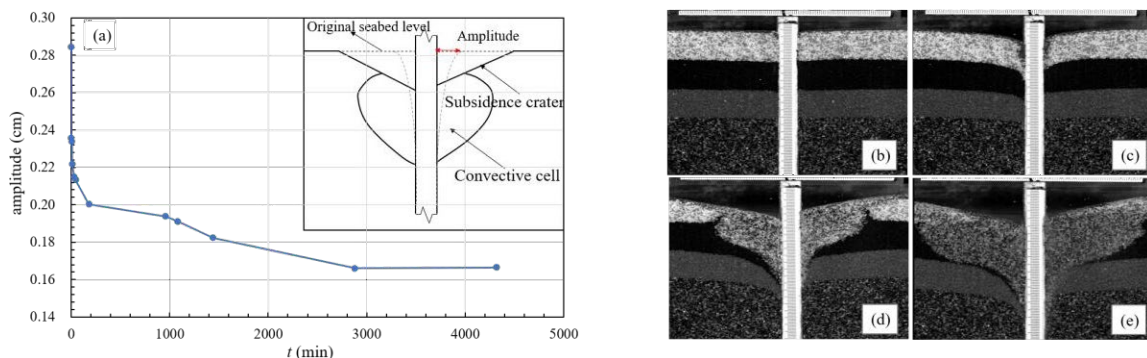 0.30
(a)
Original seabed level
Amplitude
Subsidence crater
Convective cell
0.28
0.26
0.24
0.22
0.20
0.18
0.16
0.14
amplitude (cm)
0
1000
2000
3000
4000
5000
t (min)
(b)
(c)
(d)
(e)